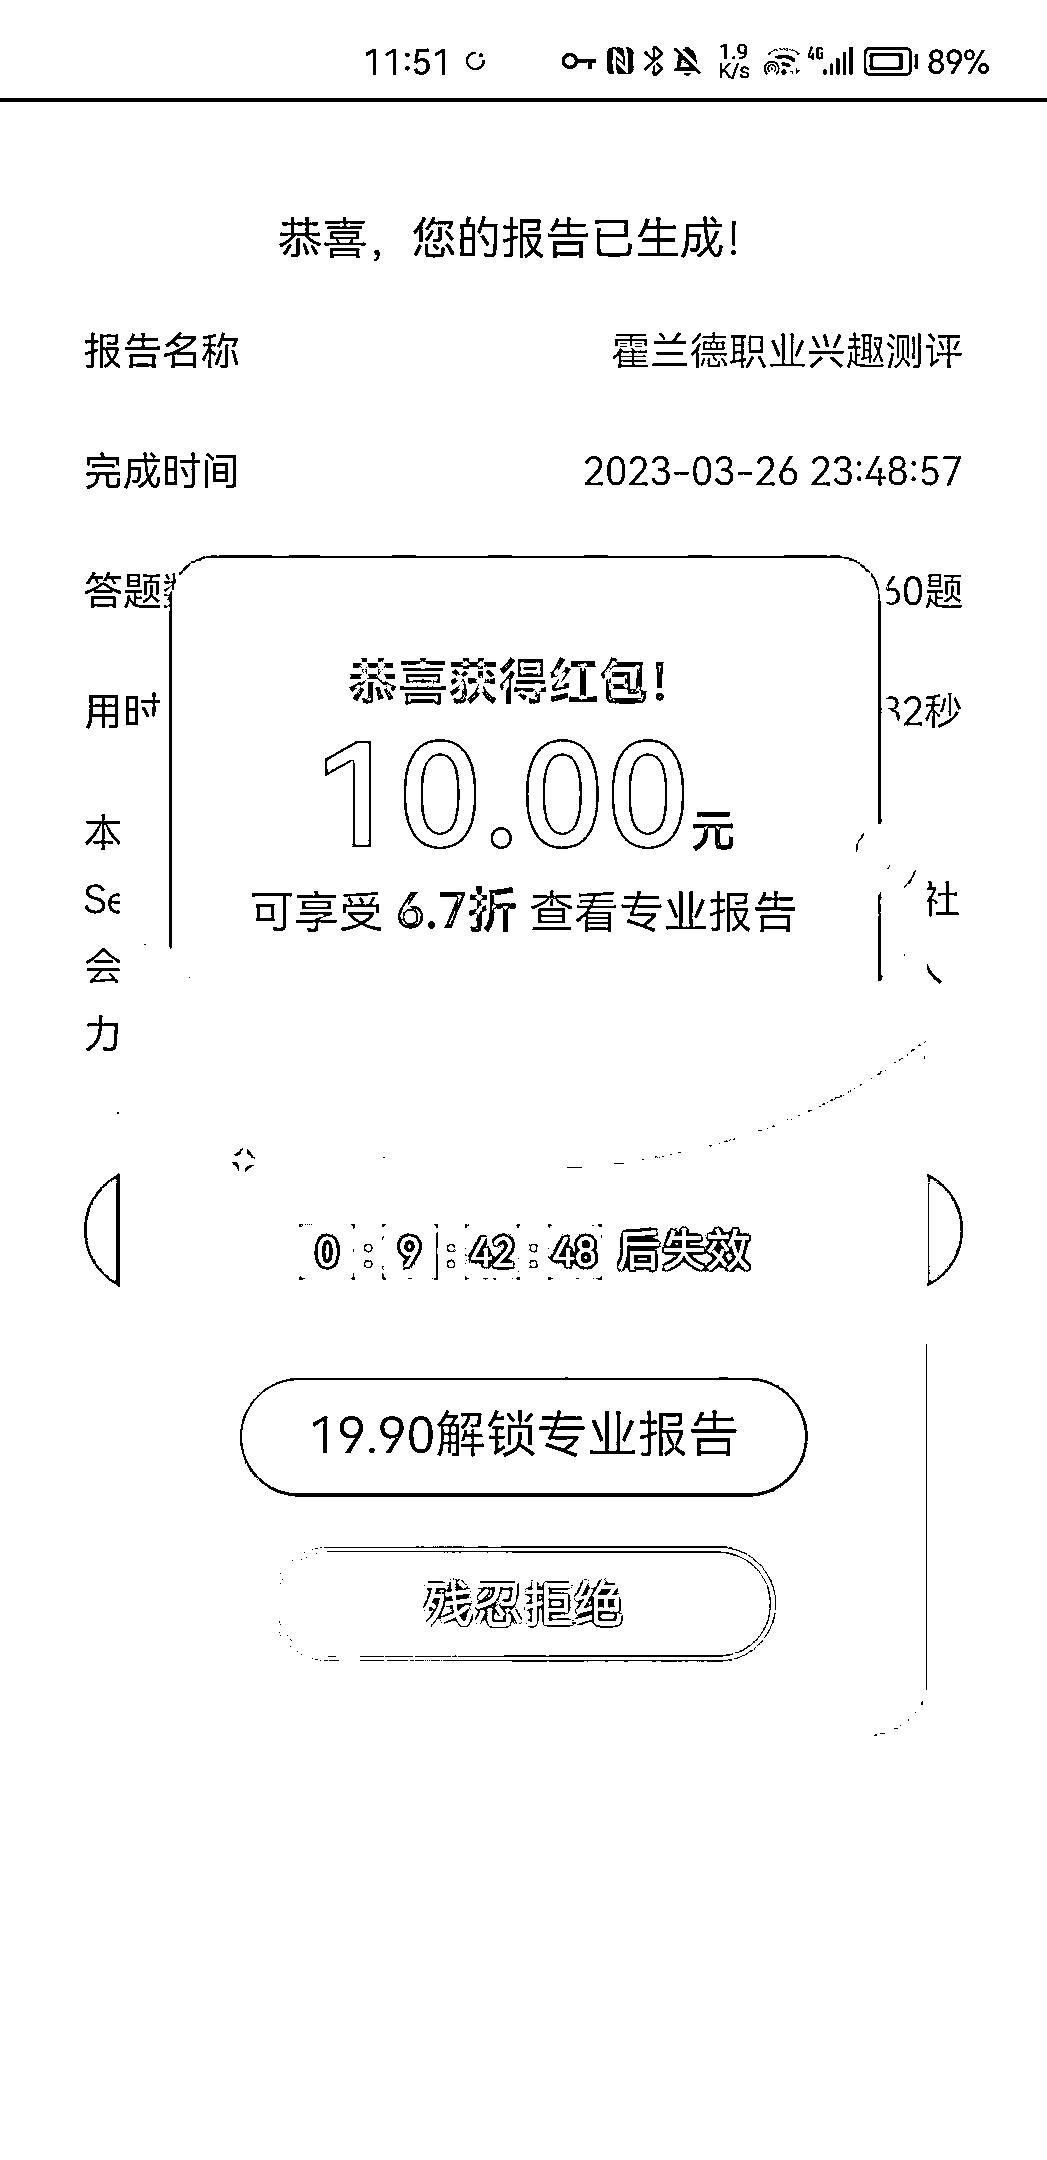 11:51 1.9 K/s 4G 89%
恭喜，您的报告已生成！
报告名称 霍兰德职业兴趣测评
完成时间 2023-03-26 23:48:57
答题 60题
用时 32秒
恭喜获得红包！
10.00元
可享受 6.7折 查看专业报告
本
Se 社
会
力
0 : 9 : 42 : 48 后失效
19.90解锁专业报告
残忍拒绝